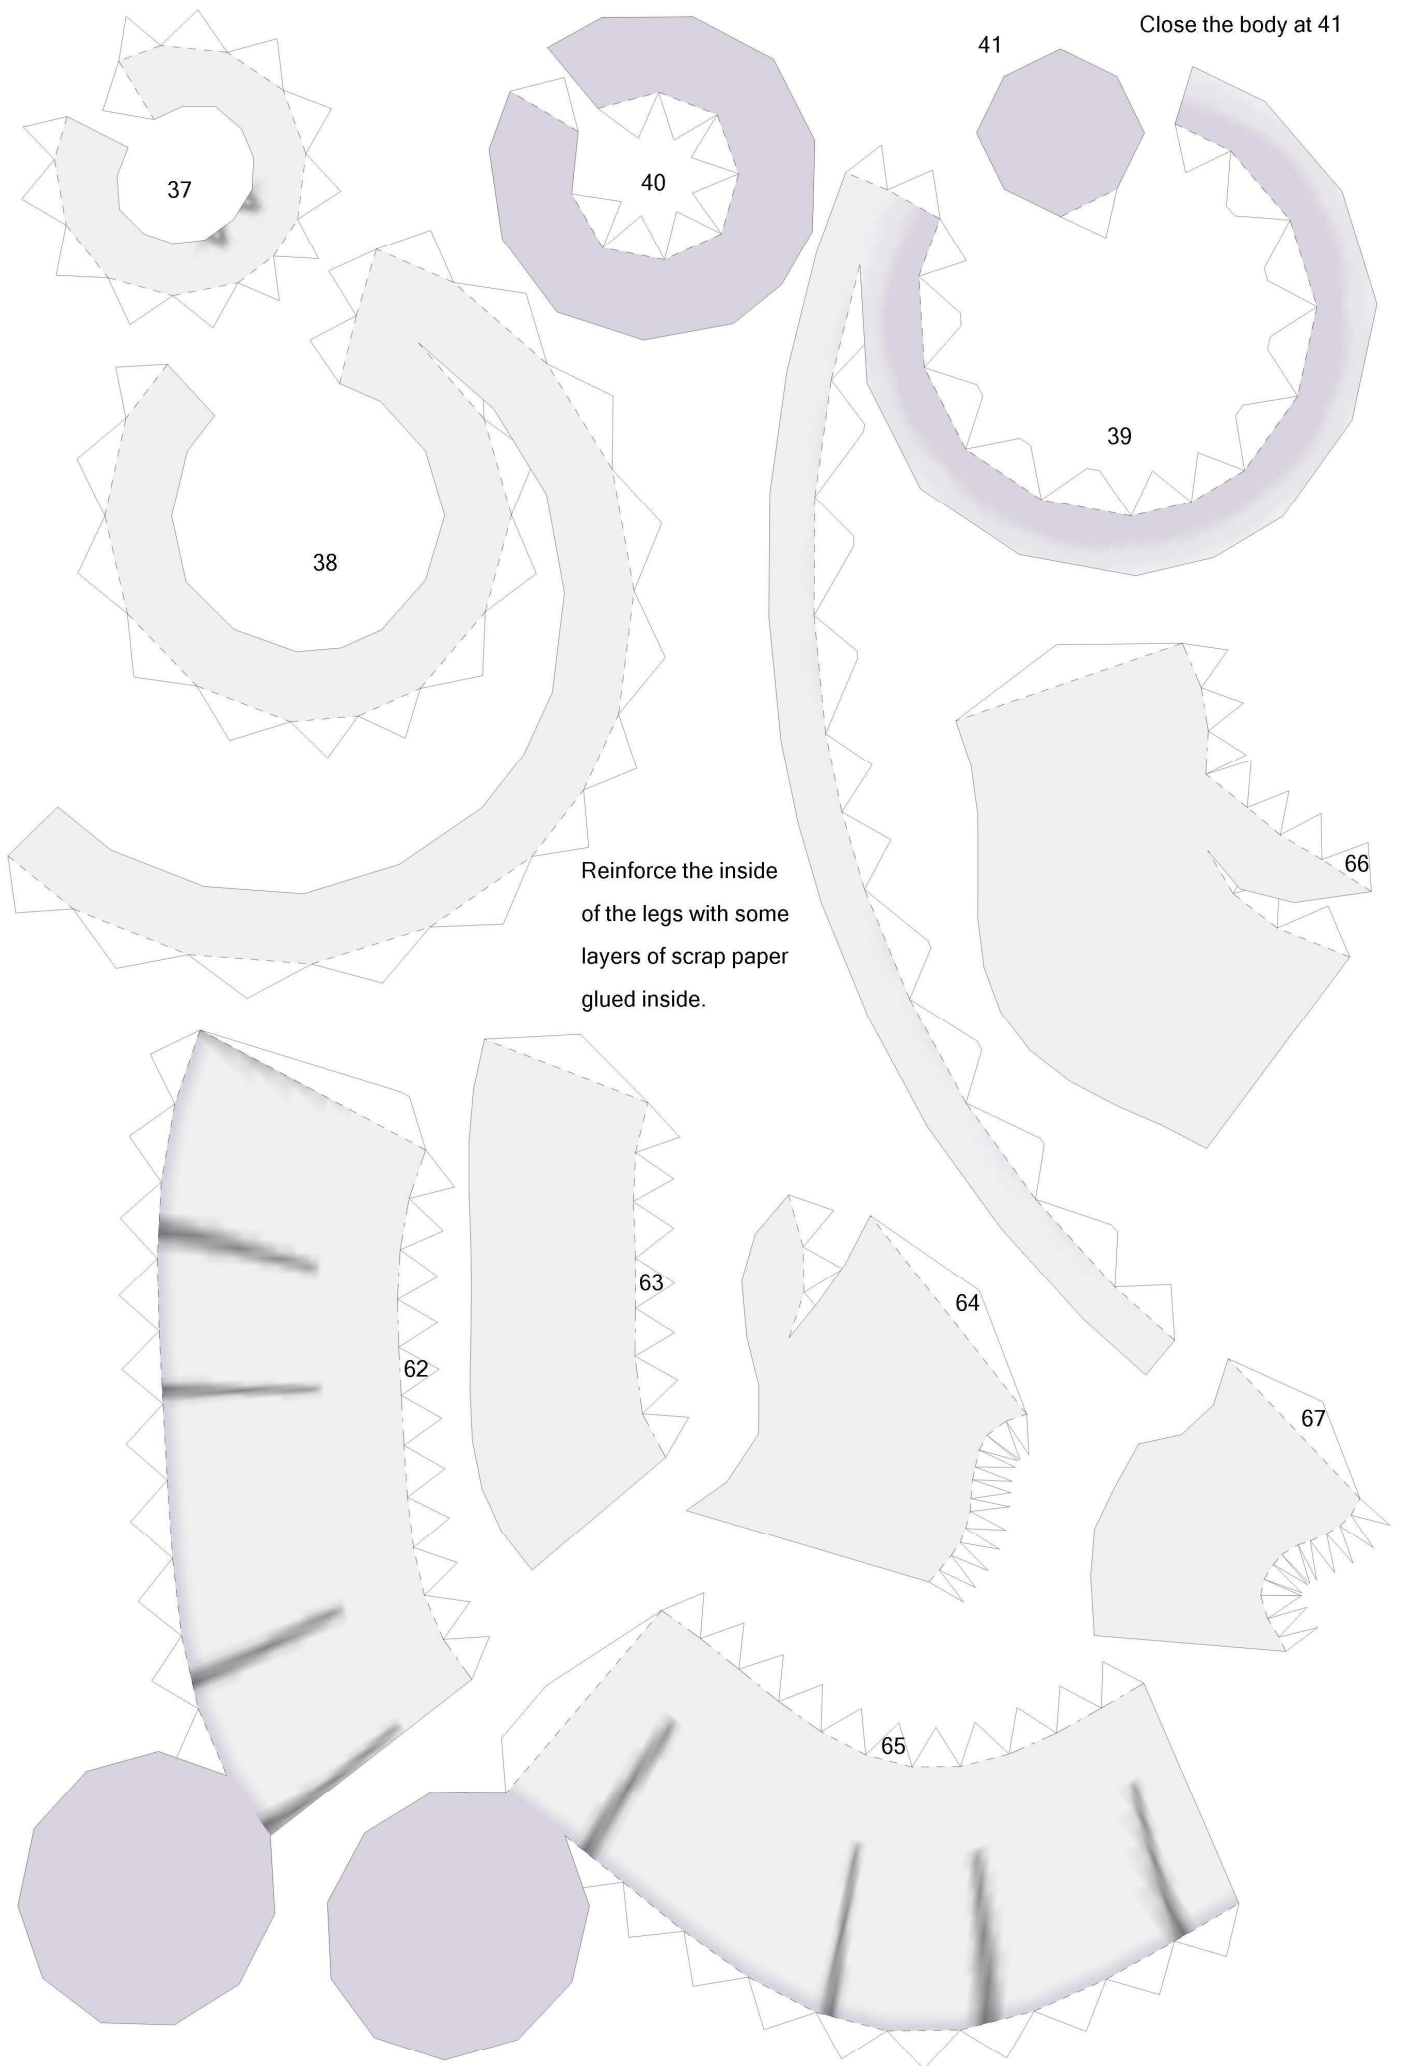 Close the body at 41
41
37
40
39
38
66
Reinforce the inside
of the legs with some
layers of scrap paper
glued inside.
63
64
62
67
65